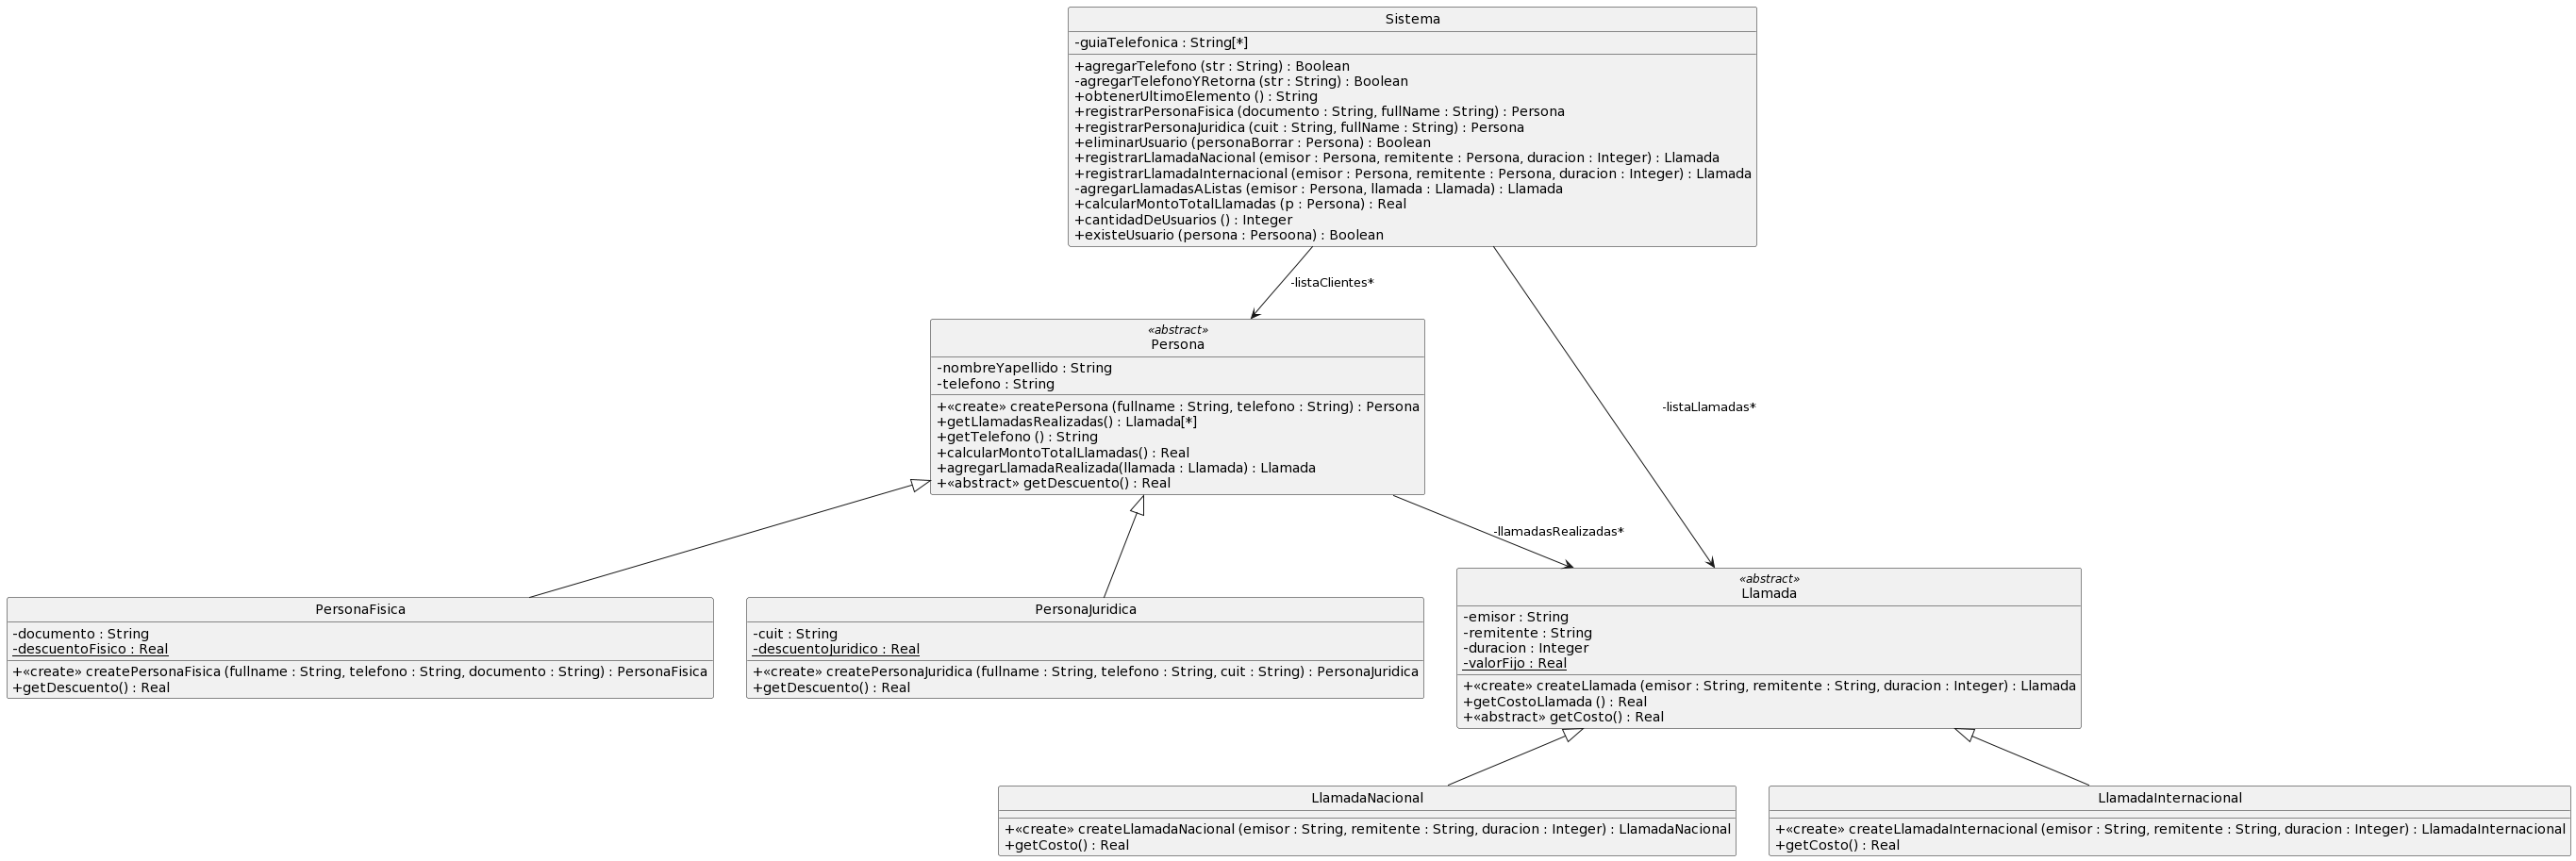 Sistema
-guiaTelefonica : String[*]
+agregarTelefono (str : String) : Boolean
-agregarTelefonoYRetorna (str : String) : Boolean
+obtenerUltimoElemento () : String
+registrarPersonaFisica (documento : String, fullName : String) : Persona
+registrarPersonaJuridica (cuit : String, fullName : String) : Persona
+eliminarUsuario (personaBorrar : Persona) : Boolean
+registrarLlamadaNacional (emisor : Persona, remitente : Persona, duracion : Integer) : Llamada
+registrarLlamadaInternacional (emisor : Persona, remitente : Persona, duracion : Integer) : Llamada
-agregarLlamadasAListas (emisor : Persona, llamada : Llamada) : Llamada
+calcularMontoTotalLlamadas (p : Persona) : Real
+cantidadDeUsuarios () : Integer
+existeUsuario (persona : Persoona) : Boolean
-listaClientes*
-listaLlamadas*
«abstract»
Persona
-nombreYapellido : String
-telefono : String
+«create» createPersona (fullname : String, telefono : String) : Persona
+getLlamadasRealizadas() : Llamada[*]
+getTelefono () : String
+calcularMontoTotalLlamadas() : Real
+agregarLlamadaRealizada(llamada : Llamada) : Llamada
+«abstract» getDescuento() : Real
-llamadasRealizadas*
PersonaFisica
-documento : String
-descuentoFisico : Real
+«create» createPersonaFisica (fullname : String, telefono : String, documento : String) : PersonaFisica
+getDescuento() : Real
PersonaJuridica
-cuit : String
-descuentoJuridico : Real
+«create» createPersonaJuridica (fullname : String, telefono : String, cuit : String) : PersonaJuridica
+getDescuento() : Real
«abstract»
Llamada
-emisor : String
-remitente : String
-duracion : Integer
-valorFijo : Real
+«create» createLlamada (emisor : String, remitente : String, duracion : Integer) : Llamada
+getCostoLlamada () : Real
+«abstract» getCosto() : Real
LlamadaNacional
+«create» createLlamadaNacional (emisor : String, remitente : String, duracion : Integer) : LlamadaNacional
+getCosto() : Real
LlamadaInternacional
+«create» createLlamadaInternacional (emisor : String, remitente : String, duracion : Integer) : LlamadaInternacional
+getCosto() : Real